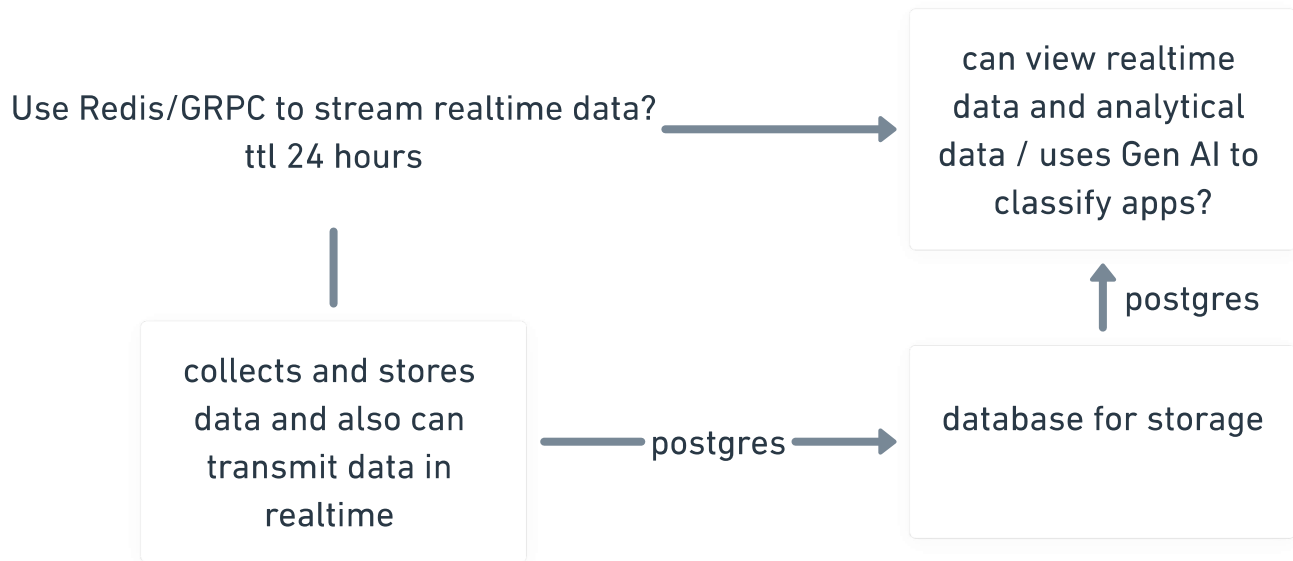 Use Redis/GRPC to stream realtime data?
ttl 24 hours
can view realtime
data and analytical
data / uses Gen AI to
classify apps?
postgres
collects and stores
data and also can
transmit data in
realtime
postgres
database for storage